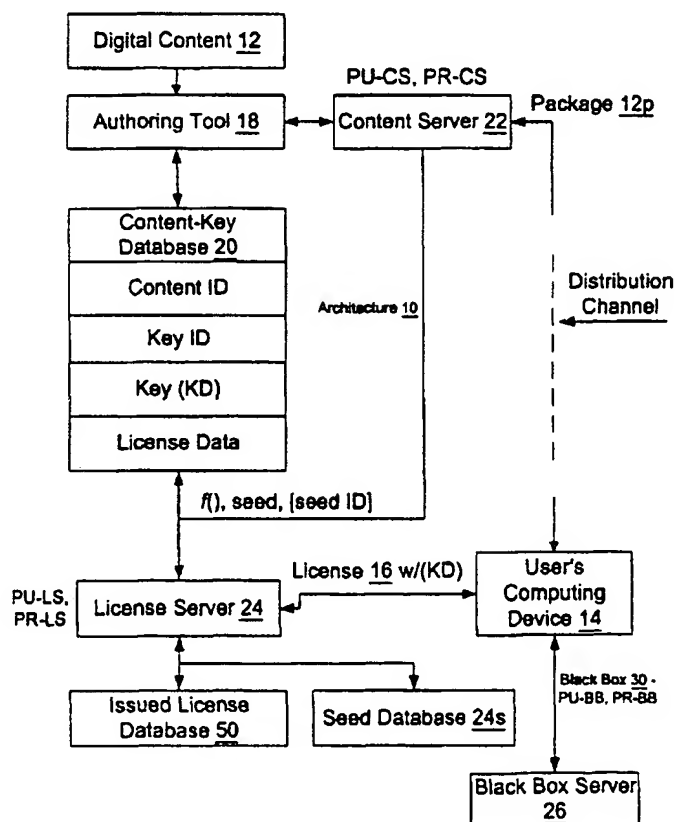 Digital Content 12
PU-CS, PR-CS
Package 12p
Authoring Tool 18
Content Server 22
Content-Key
Database 20
Content ID
Key ID
Key (KD)
License Data
Architecture 10
Distribution
Channel
f(), seed, [seed ID]
PU-LS,
PR-LS
License Server 24
License 16 w/(KD)
User's
Computing
Device 14
Issued License
Database 50
Seed Database 24s
Black Box 30 -
PU-BB, PR-BB
Black Box Server
26